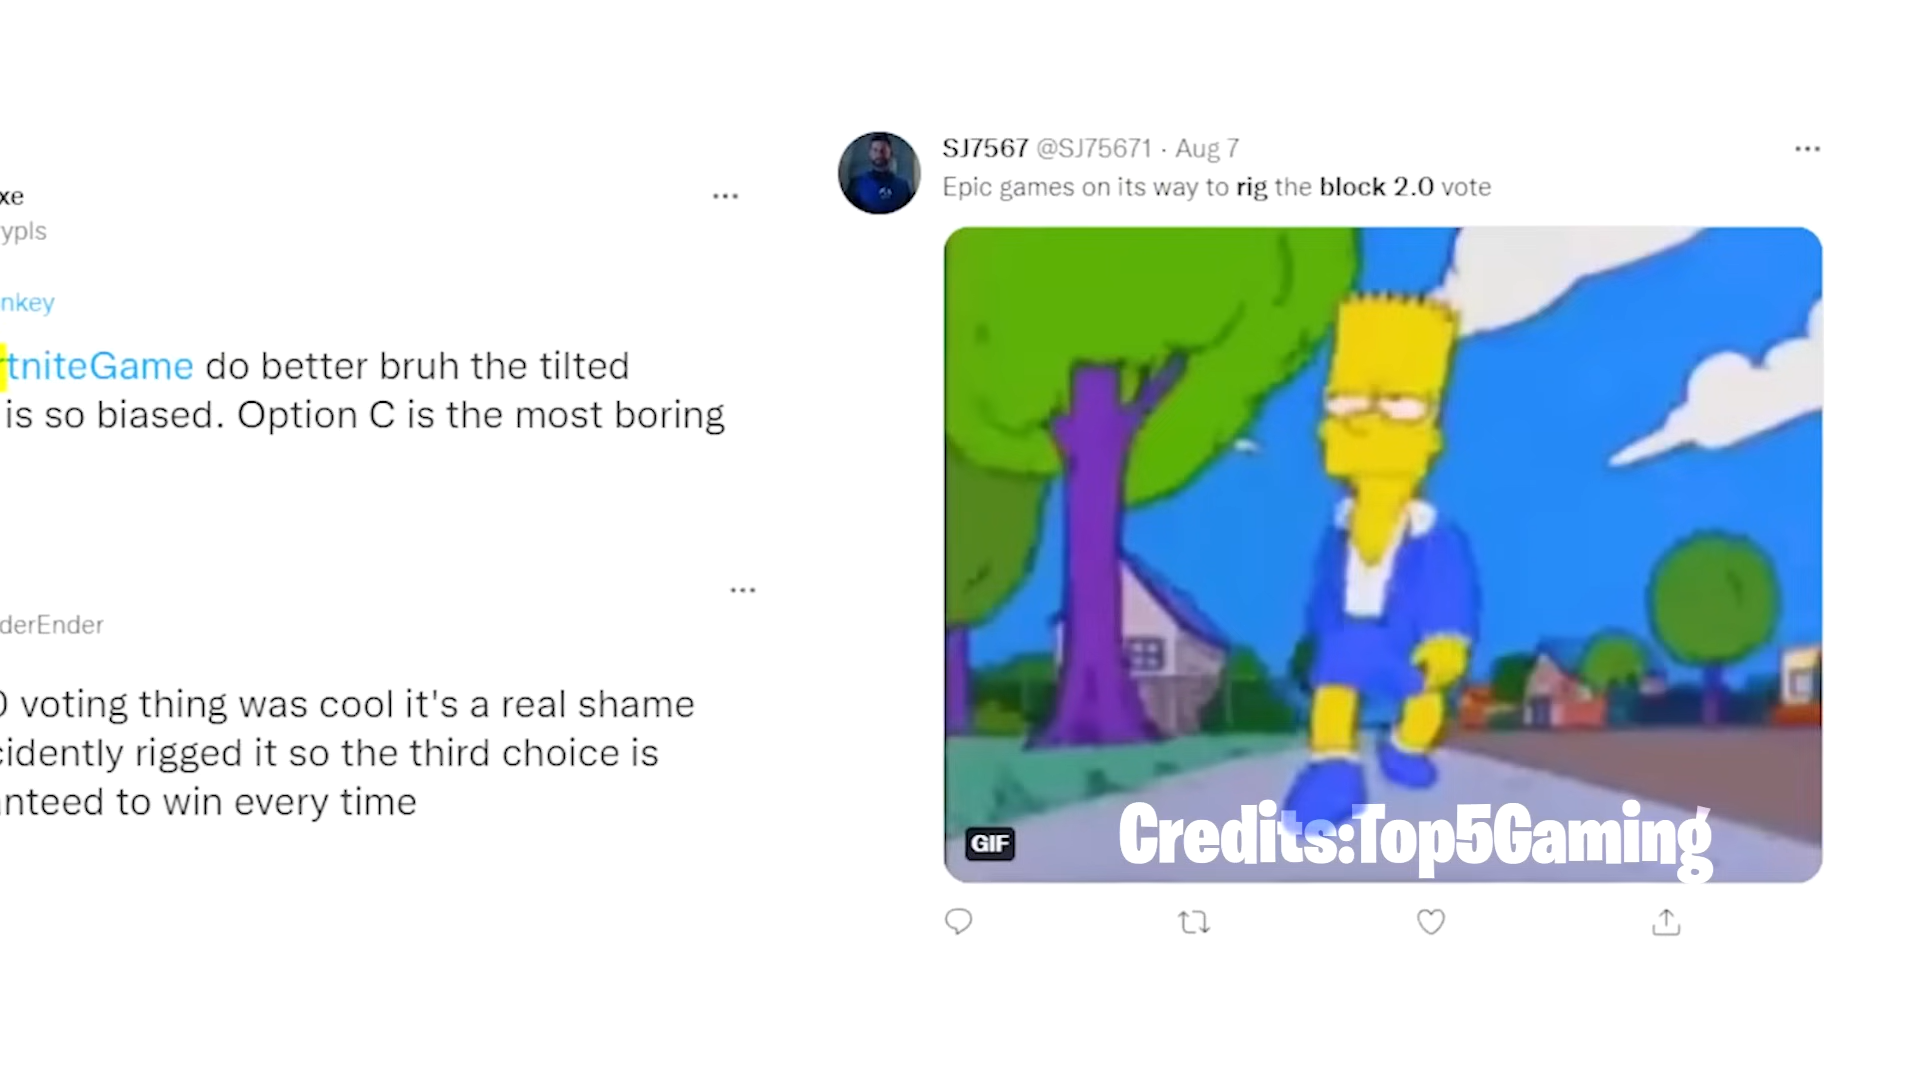 xe
ypls
nkey
rtniteGame do better bruh the tilted
is so biased. Option C is the most boring
derEnder
voting thing was cool it's a real shame
cidently rigged it so the third choice is
nteed to win every time
SJ7567 @SJ75671 · Aug 7
Epic games on its way to rig the block 2.0 vote
GIF
Credits:Top5Gaming